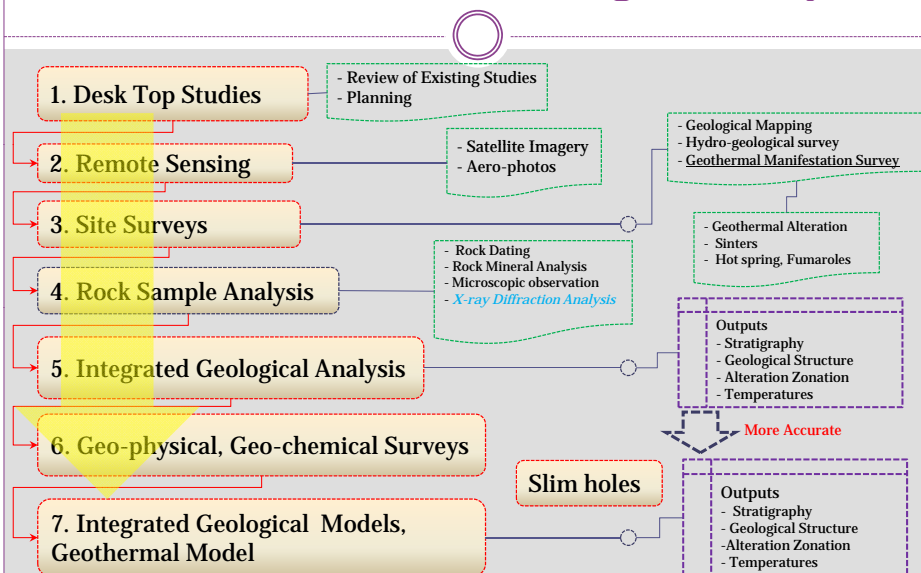 1. Desk Top Studies
- Review of Existing Studies
- Planning
2. Remote Sensing
- Satellite Imagery
- Aero-photos
- Geological Mapping
- Hydro-geological survey
- Geothermal Manifestation Survey
3. Site Surveys
- Geothermal Alteration
- Sinters
- Hot spring, Fumaroles
4. Rock Sample Analysis
- Rock Dating
- Rock Mineral Analysis
- Microscopic observation
- X-ray Diffraction Analysis
5. Integrated Geological Analysis
Outputs
- Stratigraphy
- Geological Structure
- Alteration Zonation
- Temperatures
More Accurate
6. Geo-physical, Geo-chemical Surveys
Slim holes
7. Integrated Geological Models,
Geothermal Model
Outputs
- Stratigraphy
- Geological Structure
-Alteration Zonation
- Temperatures